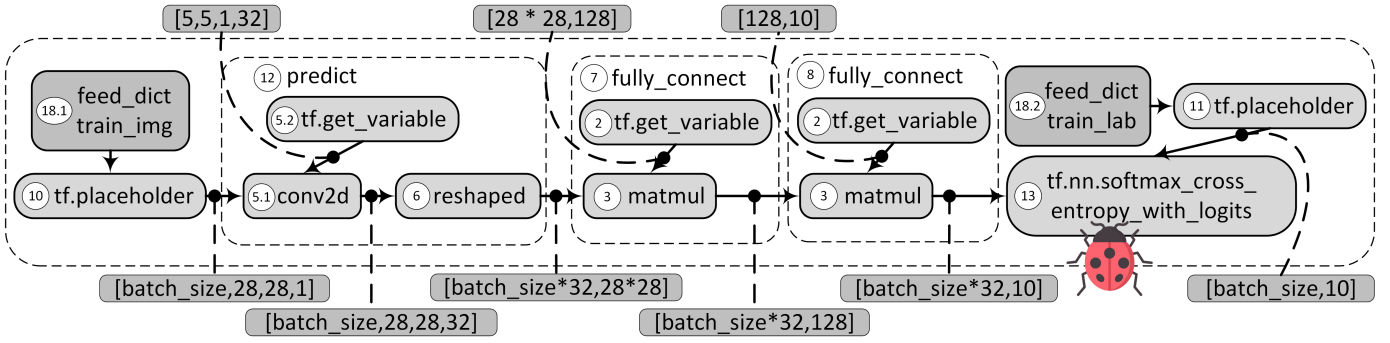 [5,5,1,32]
[28 * 28,128]
[128,10]
12 predict
7 fully_connect
8 fully_connect
18.1 feed_dict
train_img
5.2 tf.get_variable
2 tf.get_variable
2 tf.get_variable
18.2 feed_dict
train_lab
11 tf.placeholder
10 tf.placeholder
5.1 conv2d
6 reshaped
3 matmul
3 matmul
13 tf.nn.softmax_cross_
entropy_with_logits
[batch_size,28,28,1]
[batch_size,28,28,32]
[batch_size*32,28*28]
[batch_size*32,128]
[batch_size*32,10]
[batch_size,10]